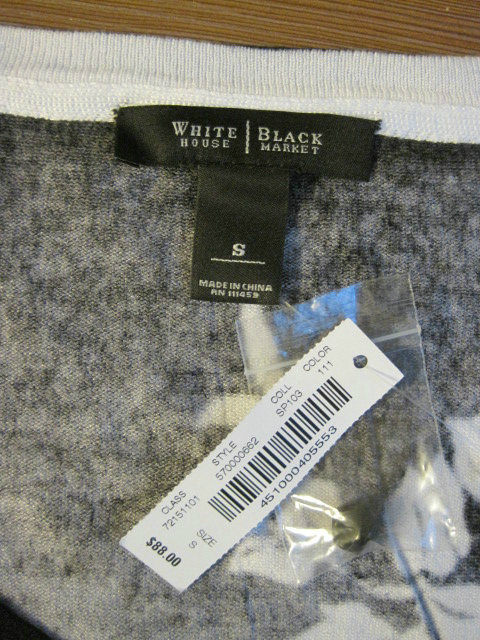 WHITE HOUSE | BLACK MARKET
S
MADE IN CHINA
RN 111459
COLL COLOR
SP103 111
STYLE
570000662
451000405553
CLASS
72151101
SIZE
S
$88.00